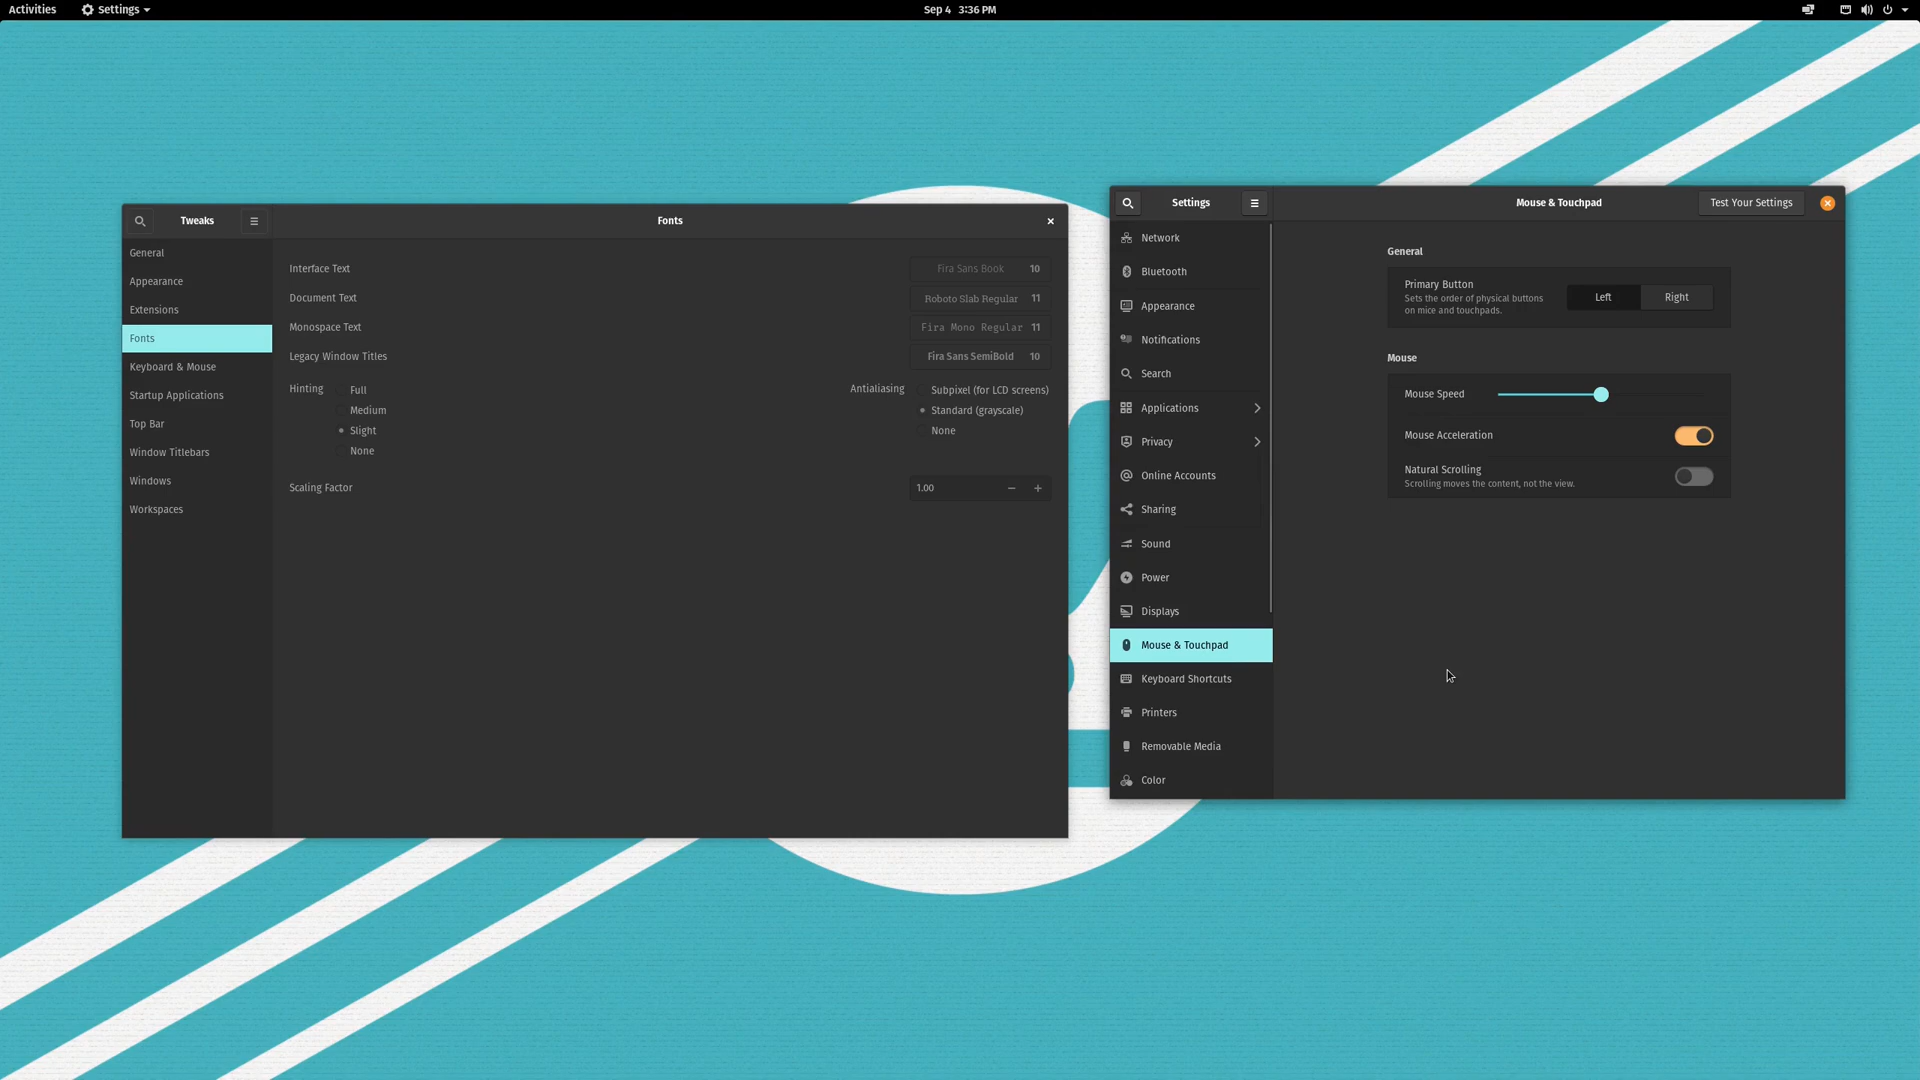 Activities
Settings
Sep 4 3:36 PM
Tweaks
Fonts
General
Appearance
Extensions
Fonts
Keyboard & Mouse
Startup Applications
Top Bar
Window Titlebars
Windows
Workspaces
Interface Text
Fira Sans Book 10
Document Text
Roboto Slab Regular 11
Monospace Text
Fira Mono Regular 11
Legacy Window Titles
Fira Sans SemiBold 10
Hinting
Full
Medium
Slight
None
Antialiasing
Subpixel (for LCD screens)
Standard (grayscale)
None
Scaling Factor
1.00
Settings
Mouse & Touchpad
Test Your Settings
Network
Bluetooth
Appearance
Notifications
Search
Applications
Privacy
Online Accounts
Sharing
Sound
Power
Displays
Mouse & Touchpad
Keyboard Shortcuts
Printers
Removable Media
Color
General
Primary Button
Sets the order of physical buttons
on mice and touchpads.
Left
Right
Mouse
Mouse Speed
Mouse Acceleration
Natural Scrolling
Scrolling moves the content, not the view.